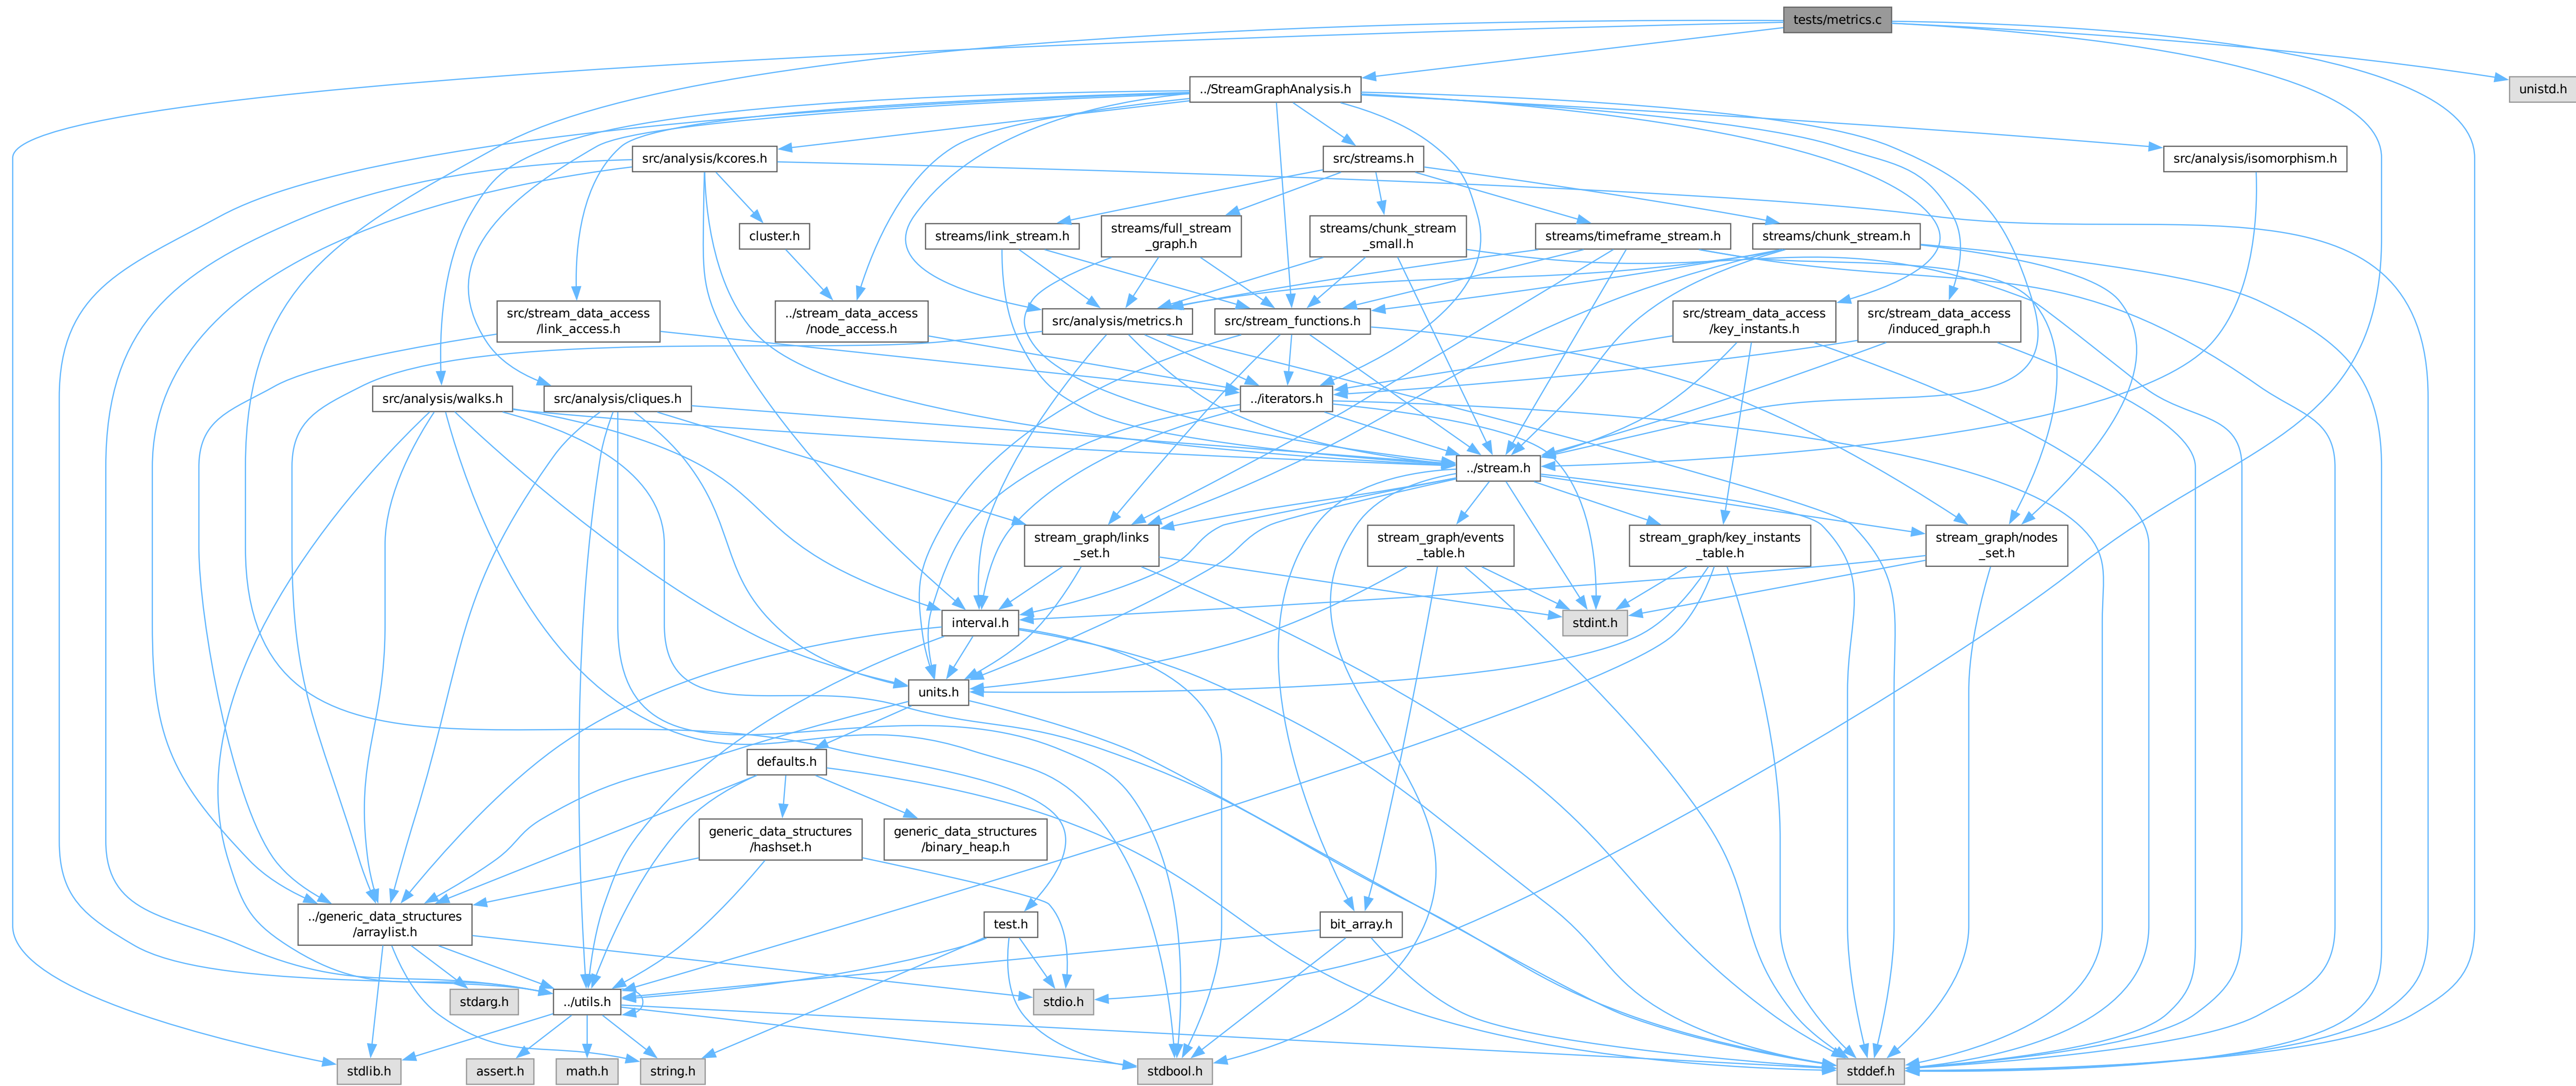 tests/metrics.c
../StreamGraphAnalysis.h
unistd.h
src/analysis/kcores.h
src/streams.h
src/analysis/isomorphism.h
cluster.h
streams/link_stream.h
streams/full_stream
_graph.h
streams/chunk_stream
_small.h
streams/timeframe_stream.h
streams/chunk_stream.h
src/stream_data_access
/link_access.h
../stream_data_access
/node_access.h
src/analysis/metrics.h
src/stream_functions.h
src/stream_data_access
/key_instants.h
src/stream_data_access
/induced_graph.h
src/analysis/walks.h
src/analysis/cliques.h
../iterators.h
../stream.h
stream_graph/links
_set.h
stream_graph/events
_table.h
stream_graph/key_instants
_table.h
stream_graph/nodes
_set.h
interval.h
stdint.h
units.h
defaults.h
generic_data_structures
/hashset.h
generic_data_structures
/binary_heap.h
../generic_data_structures
/arraylist.h
test.h
bit_array.h
stdarg.h
../utils.h
stdio.h
stdlib.h
assert.h
math.h
string.h
stdbool.h
stddef.h